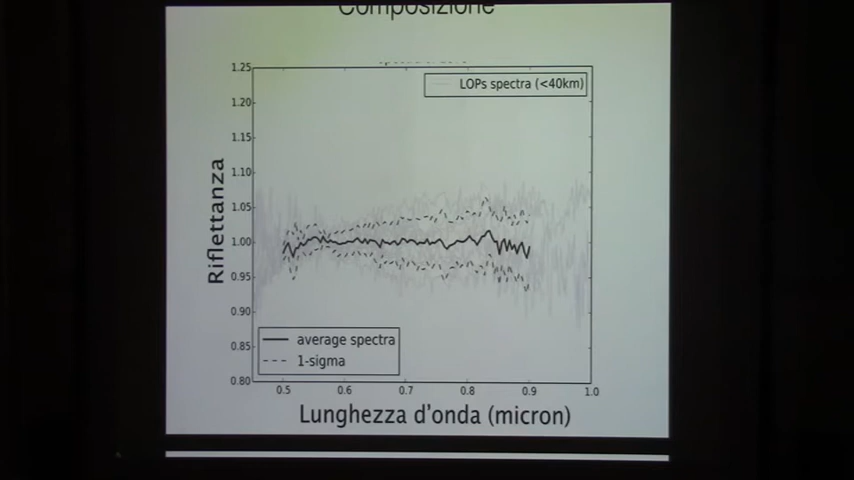 Composizione
LOPs spectra (<40km)
1.25
1.20
1.15
1.10
1.05
1.00
0.95
0.90
0.85
0.80
Riflettanza
average spectra
1-sigma
0.5 0.6 0.7 0.8 0.9 1.0
Lunghezza d'onda (micron)